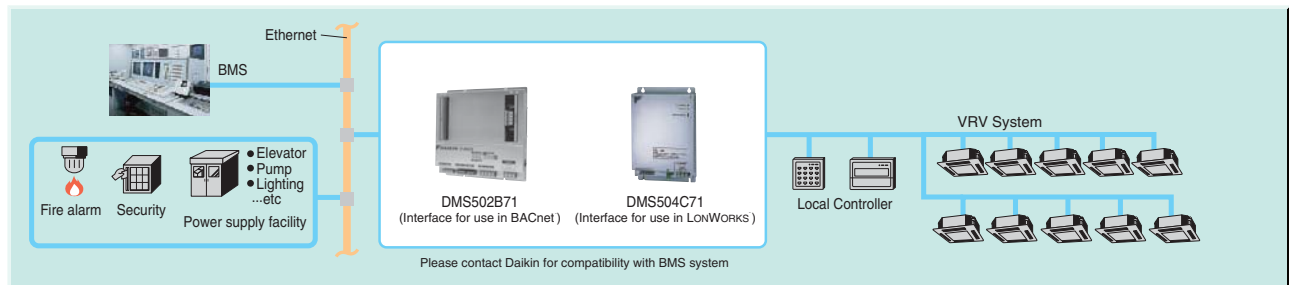 Ethernet
BMS
Fire alarm
Security
Power supply facility
•Elevator
•Pump
•Lighting
...etc
DMS502B71
(Interface for use in BACnet)
DMS504C71
(Interface for use in LONWORKS)
Please contact Daikin for compatibility with BMS system
Local Controller
VRV System